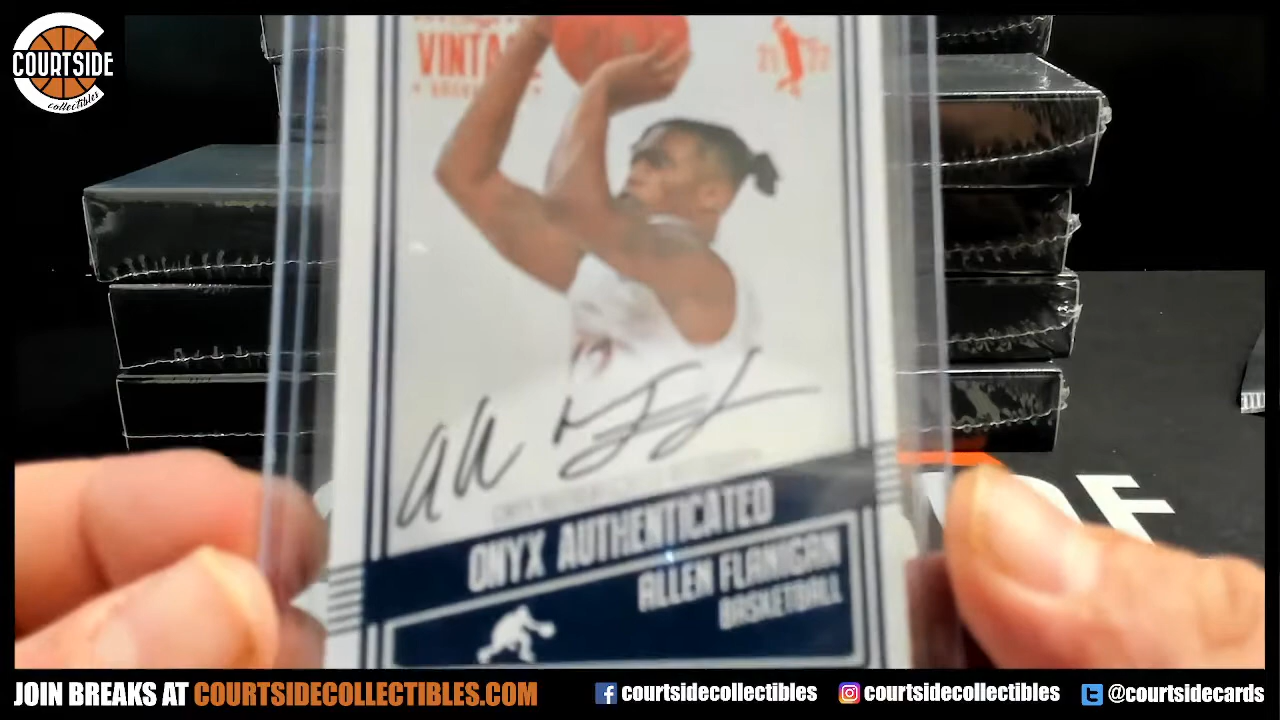 COURTSIDE
collectibles
VINTAGE
ONYX AUTHENTICATED
ALLEN FLANIGAN
BASKETBALL
JOIN BREAKS AT COURTSIDECOLLECTIBLES.COM
courtsidecollectibles
courtsidecollectibles
@courtsidecards